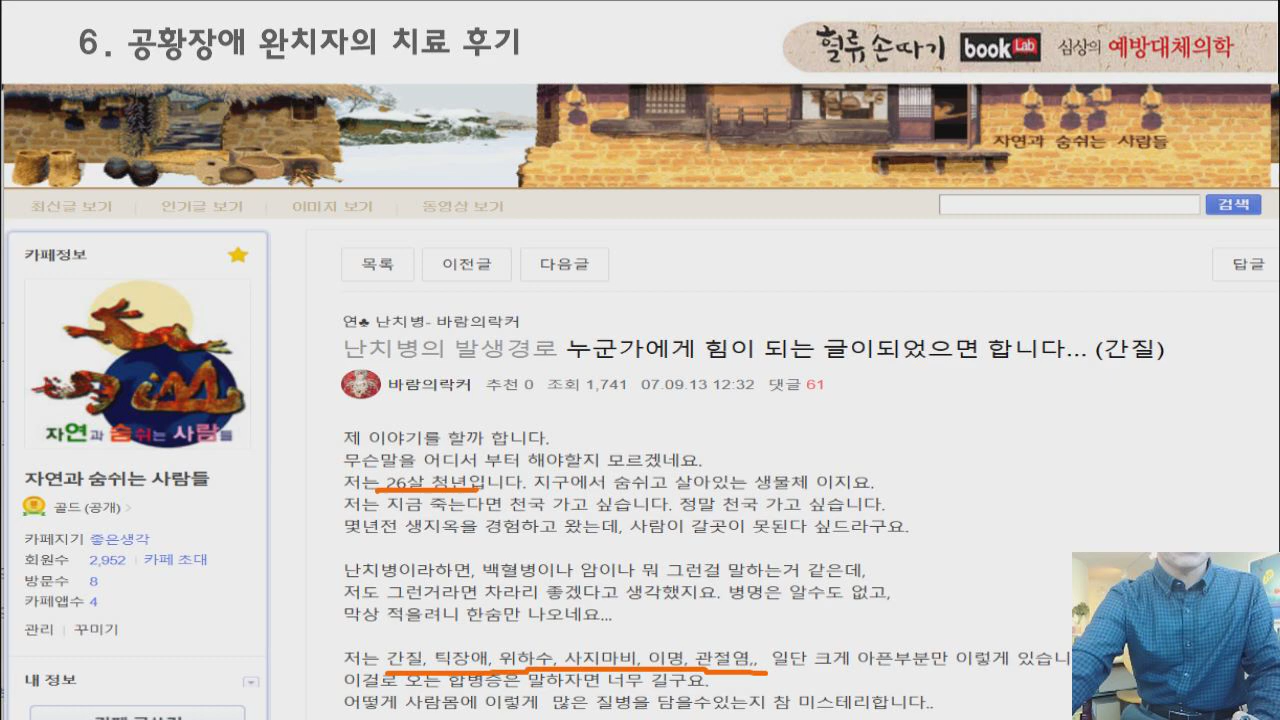 6. 공황장애 완치자의 치료 후기
혈류 손따기 book Lab 심상의 예방대체의학
자연과 숨쉬는 사람들
최신글 보기 | 인기글 보기 | 이미지 보기 | 동영상 보기
검색
카페정보
목록 이전글 다음글 답글
자연과 숨쉬는 사람들
자연과 숨쉬는 사람들
골드 (공개) >
카페지기 좋은생각
회원수 2,952 | 카페 초대
방문수 8
카페앱수 4
관리 | 꾸미기
내 정보
연♣ 난치병- 바람의락커
난치병의 발생경로 누군가에게 힘이 되는 글이되었으면 합니다... (간질)
바람의락커 추천 0 조회 1,741 07.09.13 12:32 댓글 61
제 이야기를 할까 합니다.
무슨말을 어디서 부터 해야할지 모르겠네요.
저는 26살 청년입니다. 지구에서 숨쉬고 살아있는 생물체 이지요.
저는 지금 죽는다면 천국 가고 싶습니다. 정말 천국 가고 싶습니다.
몇년전 생지옥을 경험하고 왔는데, 사람이 갈곳이 못된다 싶드라구요.
난치병이라하면, 백혈병이나 암이나 뭐 그런걸 말하는거 같은데,
저도 그런거라면 차라리 좋겠다고 생각했지요. 병명은 알수도 없고,
막상 적을려니 한숨만 나오네요...
저는 간질, 틱장애, 위하수, 사지마비, 이명, 관절염,, 일단 크게 아픈부분만 이렇게 있습니
이걸로 오는 합병증은 말하자면 너무 길구요.
어떻게 사람몸에 이렇게 많은 질병을 담을수있는지 참 미스테리합니다..